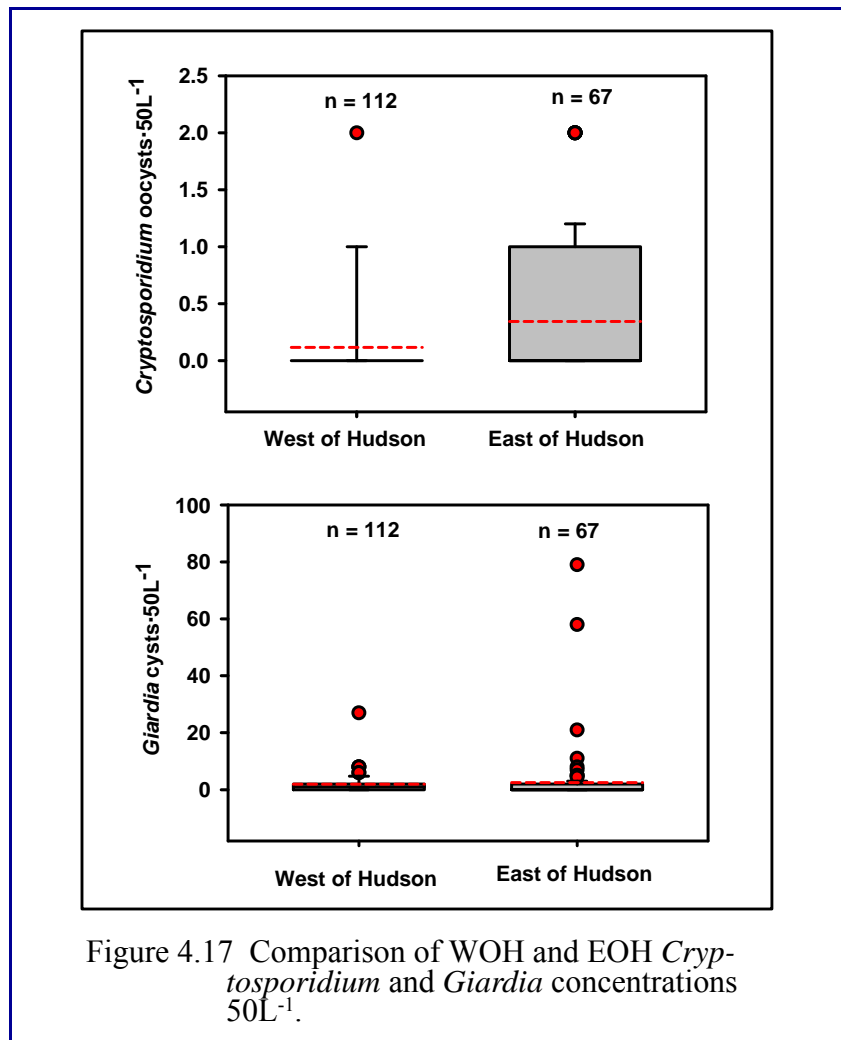 Cryptosporidium oocysts·50L⁻¹
2.5
2.0
1.5
1.0
0.5
0.0
n = 112
n = 67
West of Hudson
East of Hudson
Giardia cysts·50L⁻¹
100
80
60
40
20
0
n = 112
n = 67
West of Hudson
East of Hudson
Figure 4.17 Comparison of WOH and EOH Cryp-
tosporidium and Giardia concentrations
50L⁻¹.